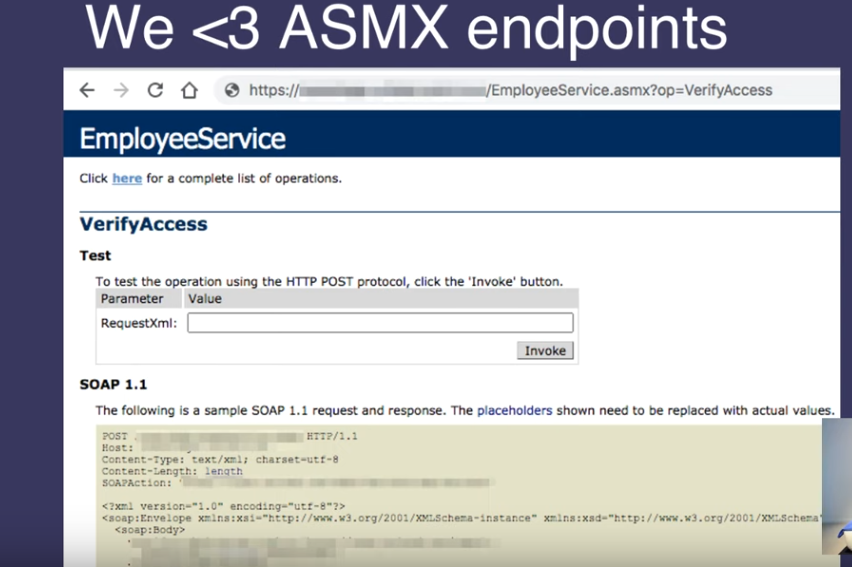 We <3 ASMX endpoints
https:// /EmployeeService.asmx?op=VerifyAccess
EmployeeService
Click here for a complete list of operations.
VerifyAccess
Test
To test the operation using the HTTP POST protocol, click the 'Invoke' button.
Parameter Value
RequestXml:
Invoke
SOAP 1.1
The following is a sample SOAP 1.1 request and response. The placeholders shown need to be replaced with actual values.
POST HTTP/1.1
Host:
Content-Type: text/xml; charset=utf-8
Content-Length: length
SOAPAction:
<?xml version="1.0" encoding="utf-8"?>
<soap:Envelope xmlns:xsi="http://www.w3.org/2001/XMLSchema-instance" xmlns:xsd="http://www.w3.org/2001/XMLSchema"
<soap:Body>